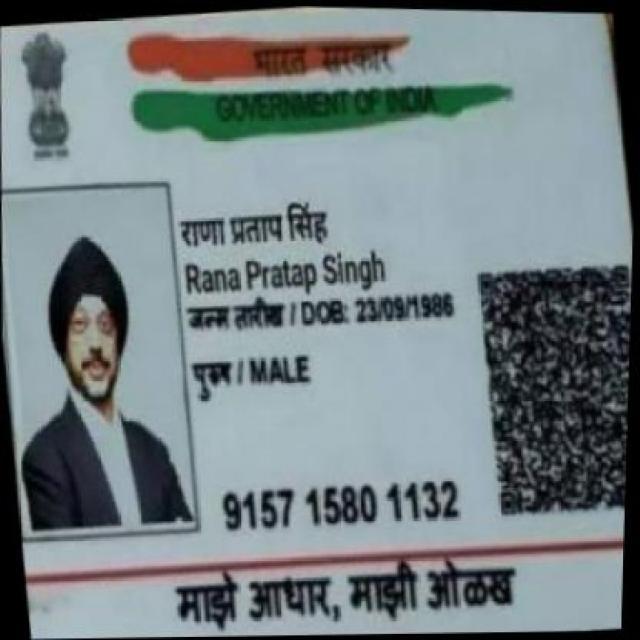 भारत सरकार
GOVERNMENT OF INDIA
राणा प्रताप सिंह
Rana Pratap Singh
जन्म तारीख / DOB: 23/09/1986
पुरुष / MALE
9157 1580 1132
माझे आधार, माझी ओळख